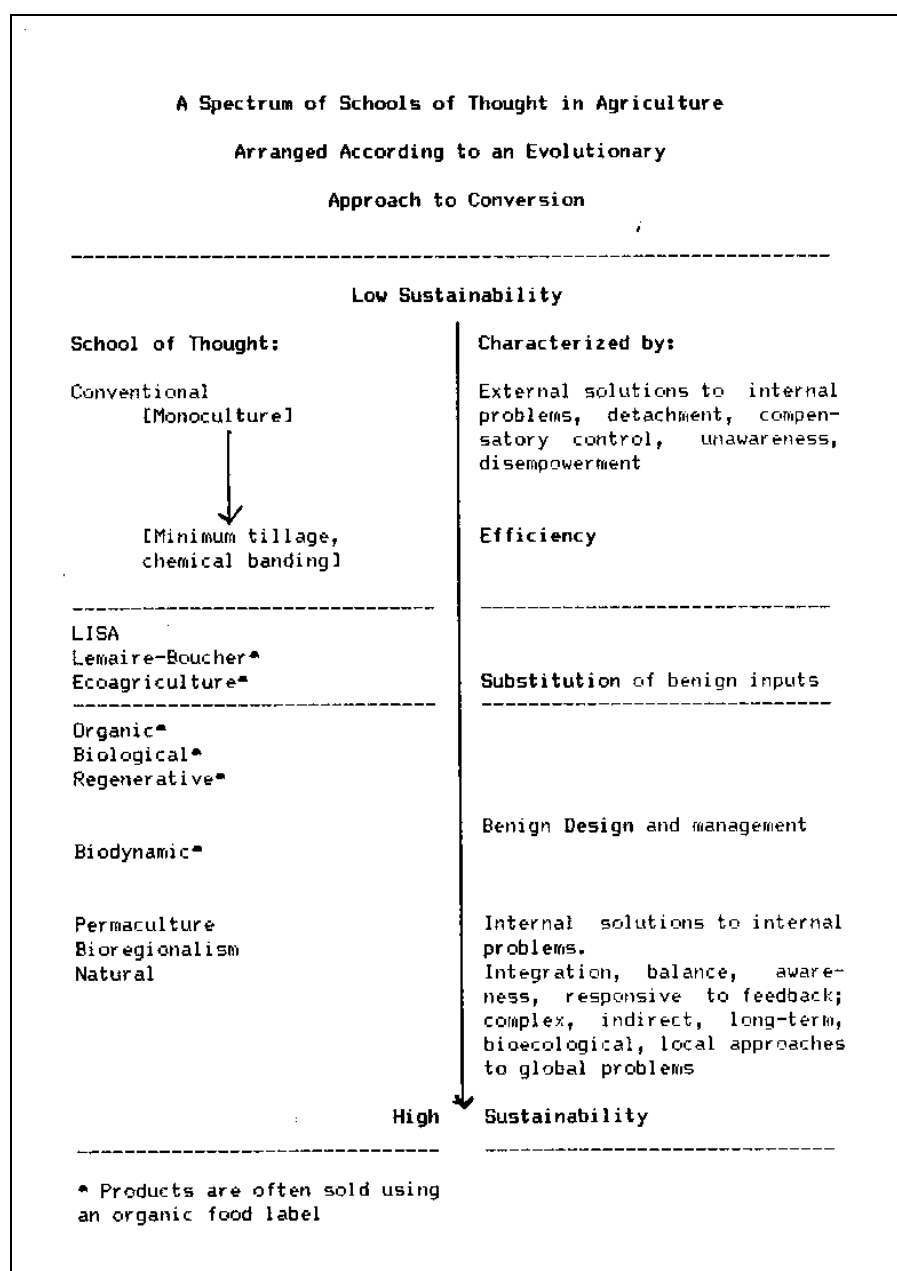 A Spectrum of Schools of Thought in Agriculture
Arranged According to an Evolutionary
Approach to Conversion
Low Sustainability
School of Thought:
Conventional
[Monoculture]
[Minimum tillage,
chemical banding]
LISA
Lemaire-Boucher*
Ecoagriculture*
Organic*
Biological*
Regenerative*
Biodynamic*
Permaculture
Bioregionalism
Natural
Characterized by:
External solutions to internal
problems, detachment, compen-
satory control, unawareness,
disempowerment
Efficiency
Substitution of benign inputs
Benign Design and management
Internal solutions to internal
problems.
Integration, balance, aware-
ness, responsive to feedback;
complex, indirect, long-term,
bioecological, local approaches
to global problems
High Sustainability
* Products are often sold using
an organic food label